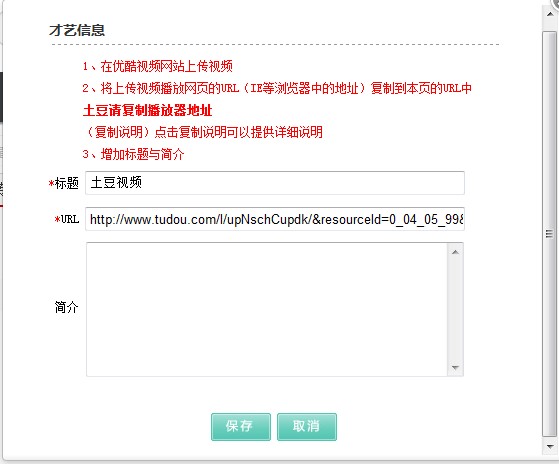 才艺信息
1、在优酷视频网站上传视频
2、将上传视频播放网页的URL（IE等浏览器中的地址）复制到本页的URL中
土豆请复制播放器地址
（复制说明）点击复制说明可以提供详细说明
3、增加标题与简介
*标题 土豆视频
*URL http://www.tudou.com/l/upNschCupdk/&resourceId=0_04_05_99&
简介
保存 取消